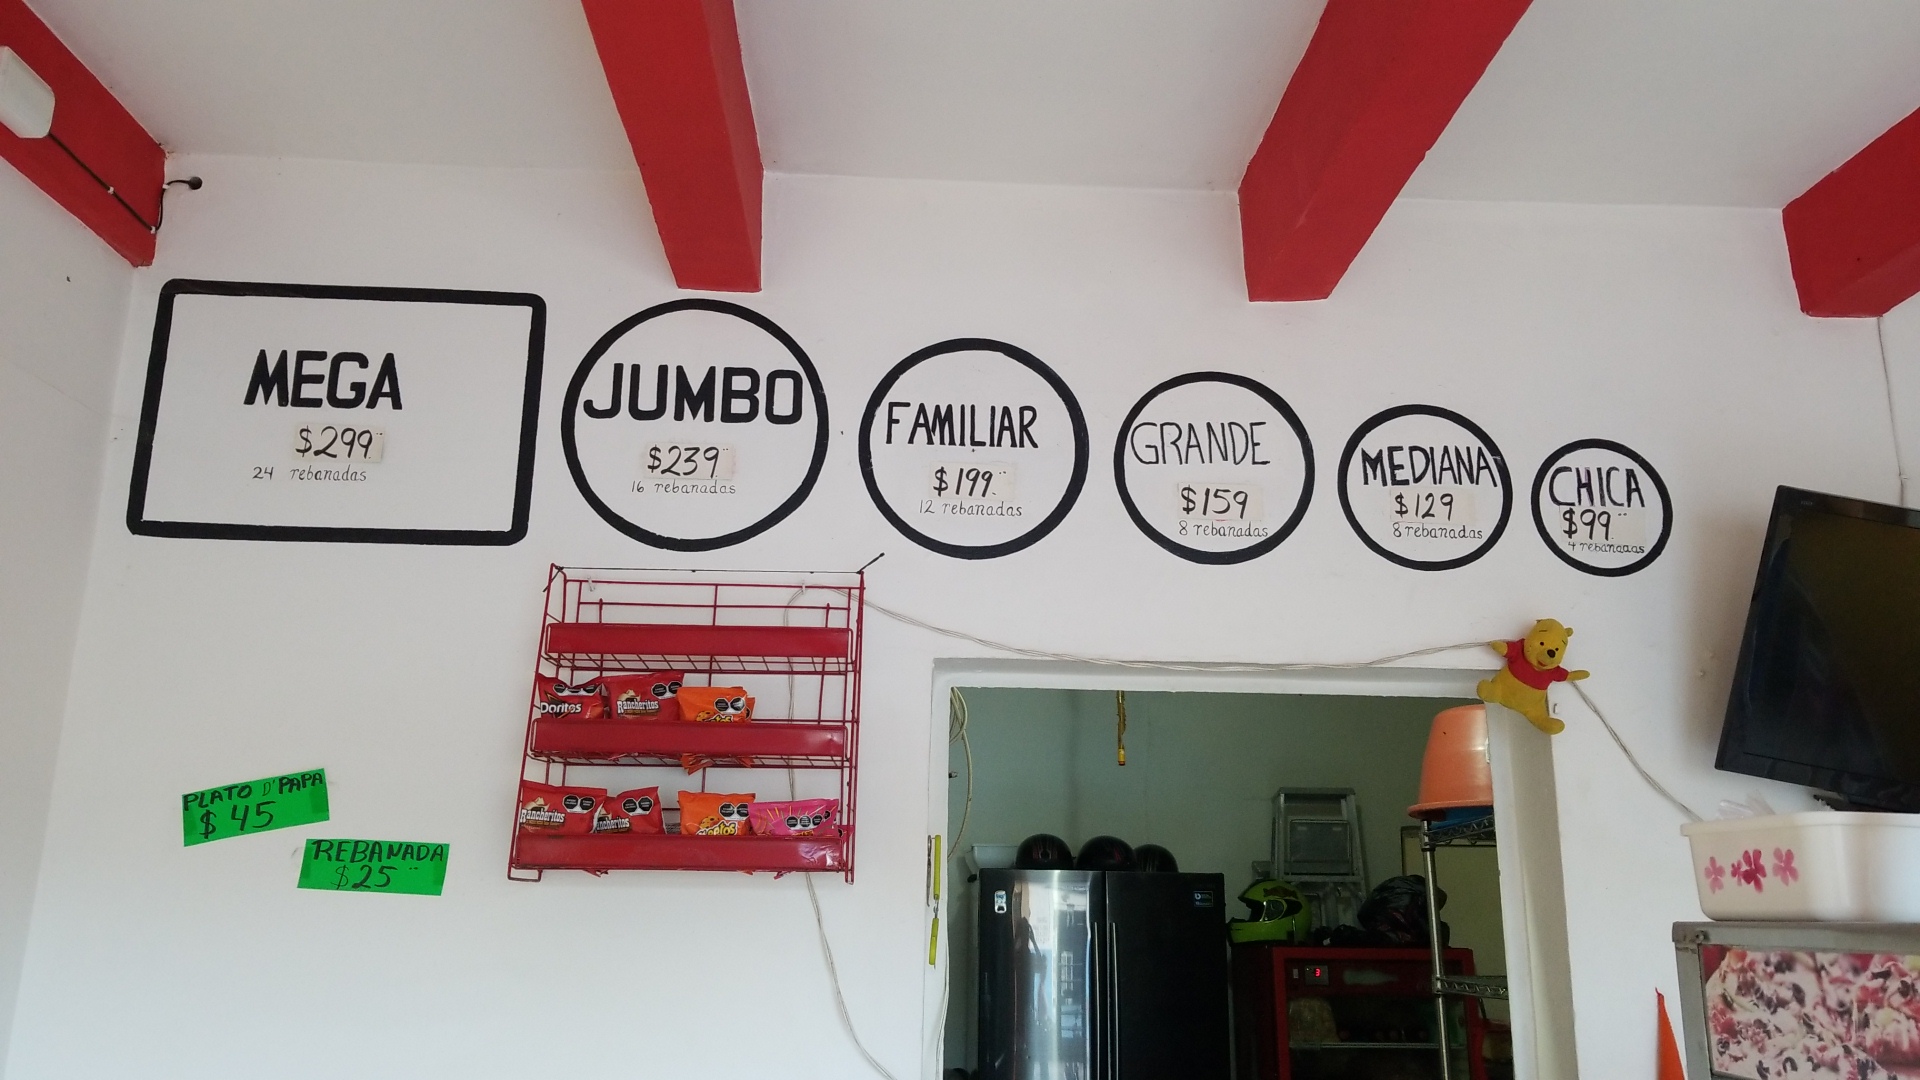 MEGA
$299.
24 rebanadas
JUMBO
$239.
16 rebanadas
FAMILIAR
$199.
12 rebanadas
GRANDE
$159
8 rebanadas
MEDIANA
$129
8 rebanadas
CHICA
$99.
4 rebanadas
Doritos
Rancheritos
Rancheritos
PLATO D'PAPA
$45
REBANADA
$25
3